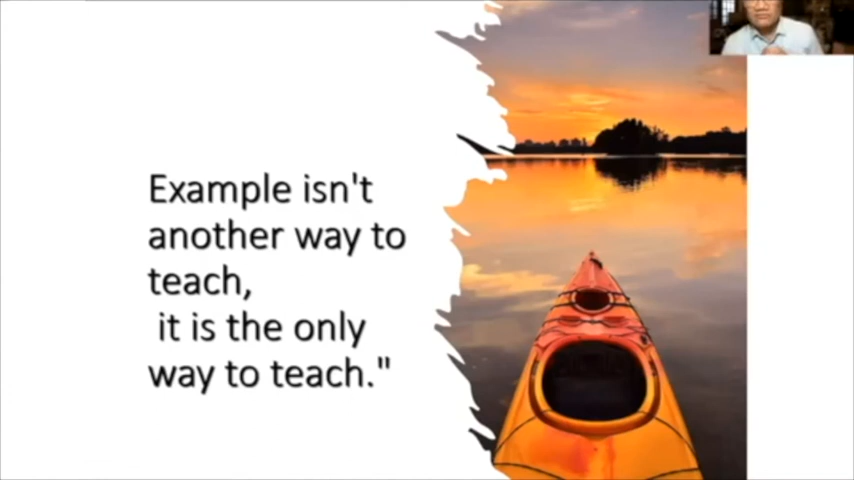 Example isn't
another way to
teach,
it is the only
way to teach."